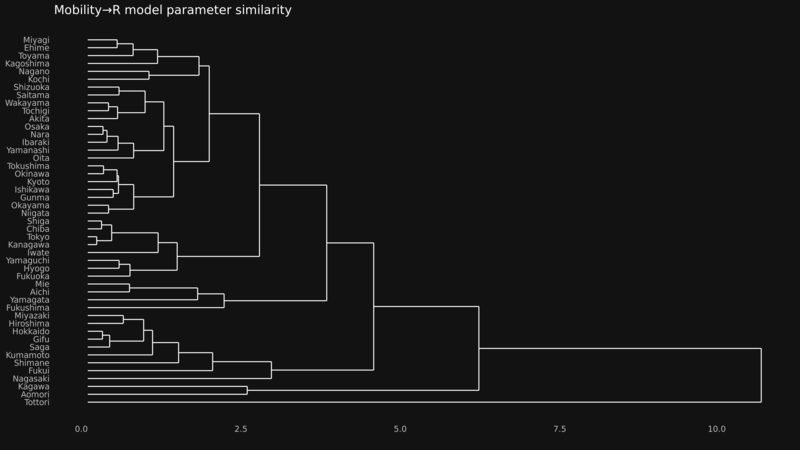 Mobility→R model parameter similarity
Miyagi
Ehime
Toyama
Kagoshima
Nagano
Kochi
Shizuoka
Saitama
Wakayama
Tochigi
Akita
Osaka
Nara
Ibaraki
Yamanashi
Oita
Tokushima
Okinawa
Kyoto
Ishikawa
Gunma
Okayama
Niigata
Shiga
Chiba
Tokyo
Kanagawa
Iwate
Yamaguchi
Hyogo
Fukuoka
Mie
Aichi
Yamagata
Fukushima
Miyazaki
Hiroshima
Hokkaido
Gifu
Saga
Kumamoto
Shimane
Fukui
Nagasaki
Kagawa
Aomori
Tottori
0.0 2.5 5.0 7.5 10.0